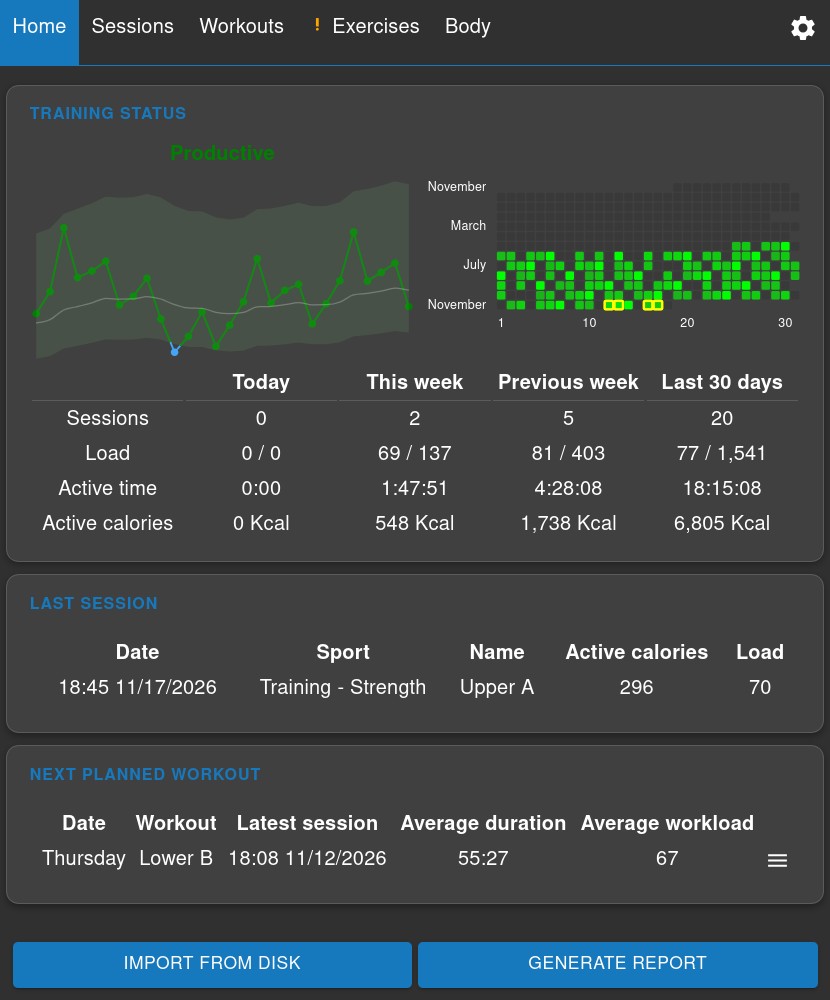 Home Sessions Workouts ! Exercises Body
TRAINING STATUS
Productive
November
March
July
November
1 10 20 30
Today This week Previous week Last 30 days
Sessions 0 2 5 20
Load 0 / 0 69 / 137 81 / 403 77 / 1,541
Active time 0:00 1:47:51 4:28:08 18:15:08
Active calories 0 Kcal 548 Kcal 1,738 Kcal 6,805 Kcal
LAST SESSION
Date Sport Name Active calories Load
18:45 11/17/2026 Training - Strength Upper A 296 70
NEXT PLANNED WORKOUT
Date Workout Latest session Average duration Average workload
Thursday Lower B 18:08 11/12/2026 55:27 67
IMPORT FROM DISK GENERATE REPORT